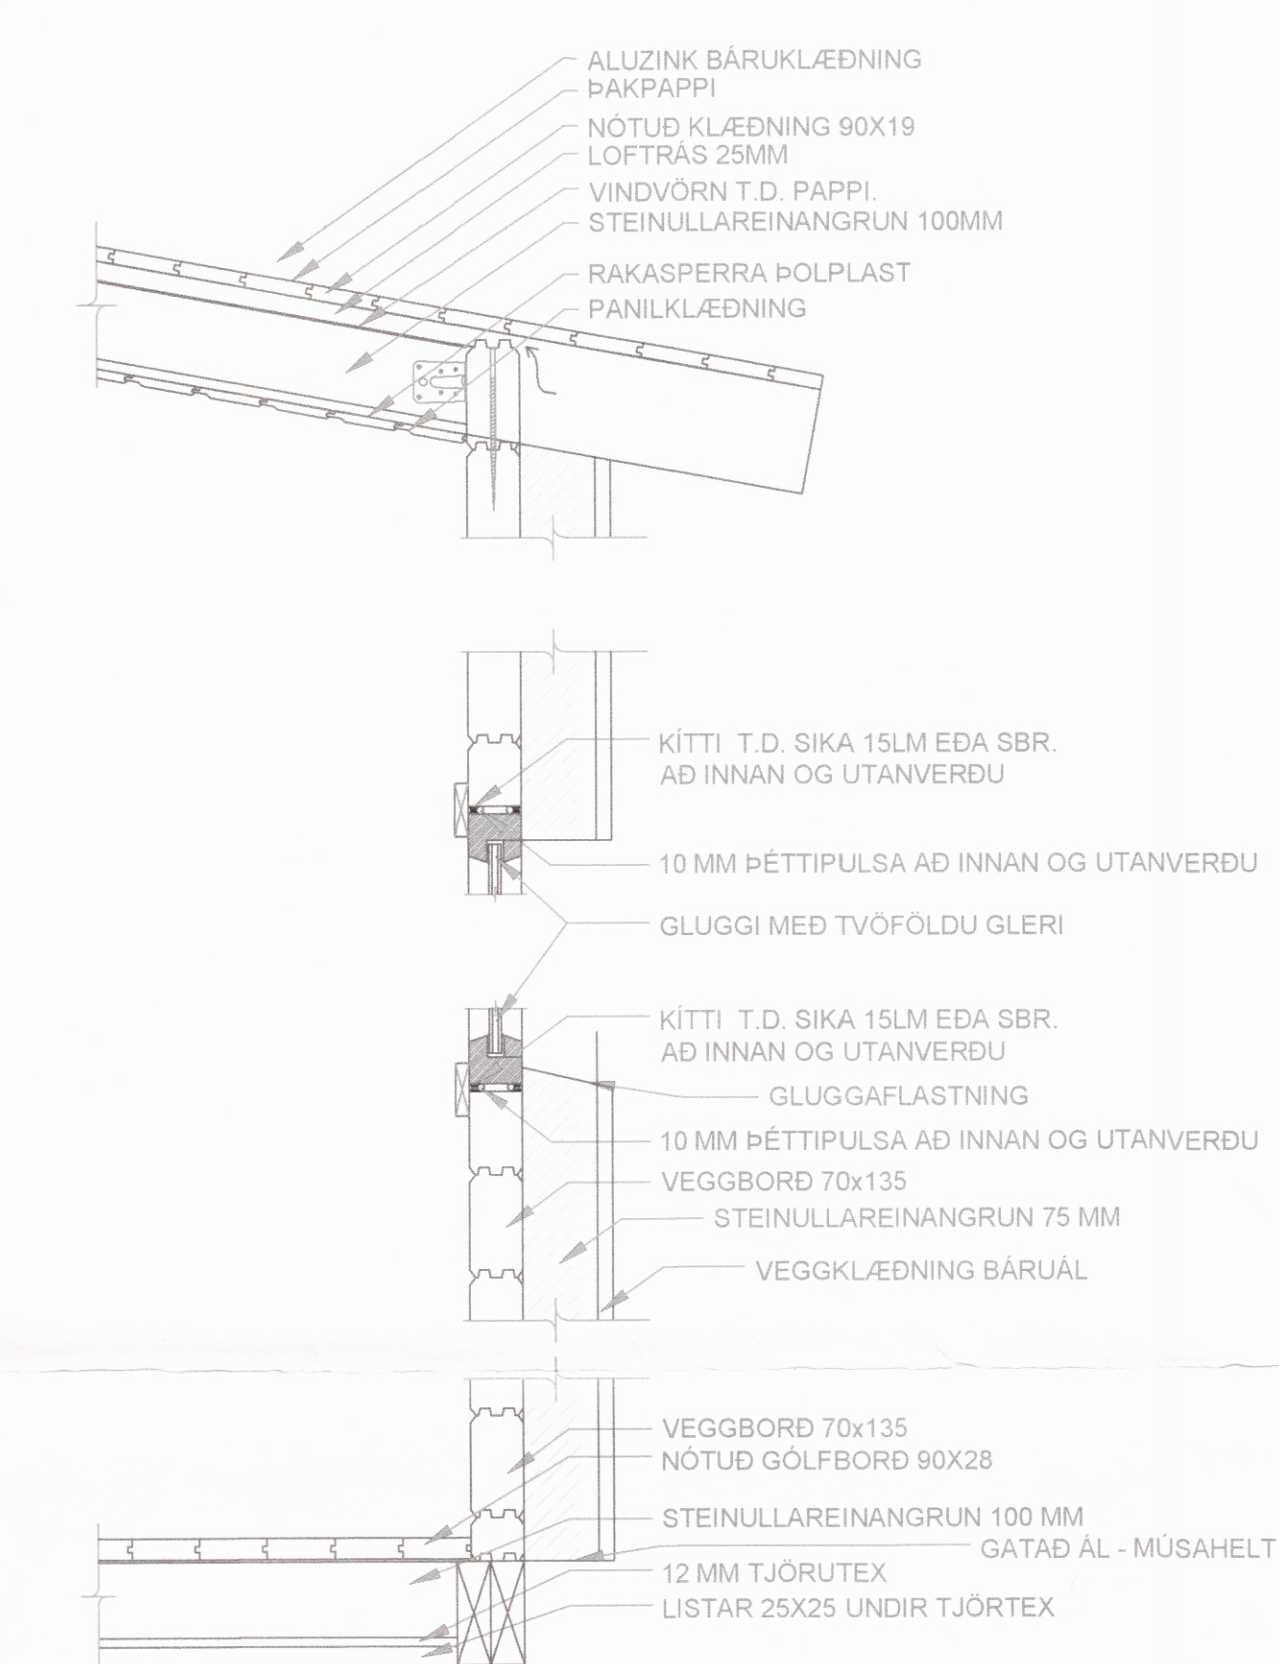 ALUZINK BÁRUKLÆÐNING
ÞAKPAPPI
NÓTUÐ KLÆÐNING 90X19
LOFTRÁS 25MM
VINDVÖRN T.D. PAPPI.
STEINULLAREINANGRUN 100MM
RAKASPERRA ÞOLPLAST
PANILKLÆÐNING
KÍTTI T.D. SIKA 15LM EÐA SBR.
AÐ INNAN OG UTANVERÐU
10 MM ÞÉTTIPULSA AÐ INNAN OG UTANVERÐU
GLUGGI MEÐ TVÖFÖLDU GLERI
KÍTTI T.D. SIKA 15LM EÐA SBR.
AÐ INNAN OG UTANVERÐU
GLUGGAFLASTNING
10 MM ÞÉTTIPULSA AÐ INNAN OG UTANVERÐU
VEGGBORÐ 70x135
STEINULLAREINANGRUN 75 MM
VEGGKLÆÐNING BÁRUÁL
VEGGBORÐ 70x135
NÓTUÐ GÓLFBORÐ 90X28
STEINULLAREINANGRUN 100 MM
GATAÐ ÁL - MÚSAHELT
12 MM TJÖRUTEX
LISTAR 25X25 UNDIR TJÖRTEX